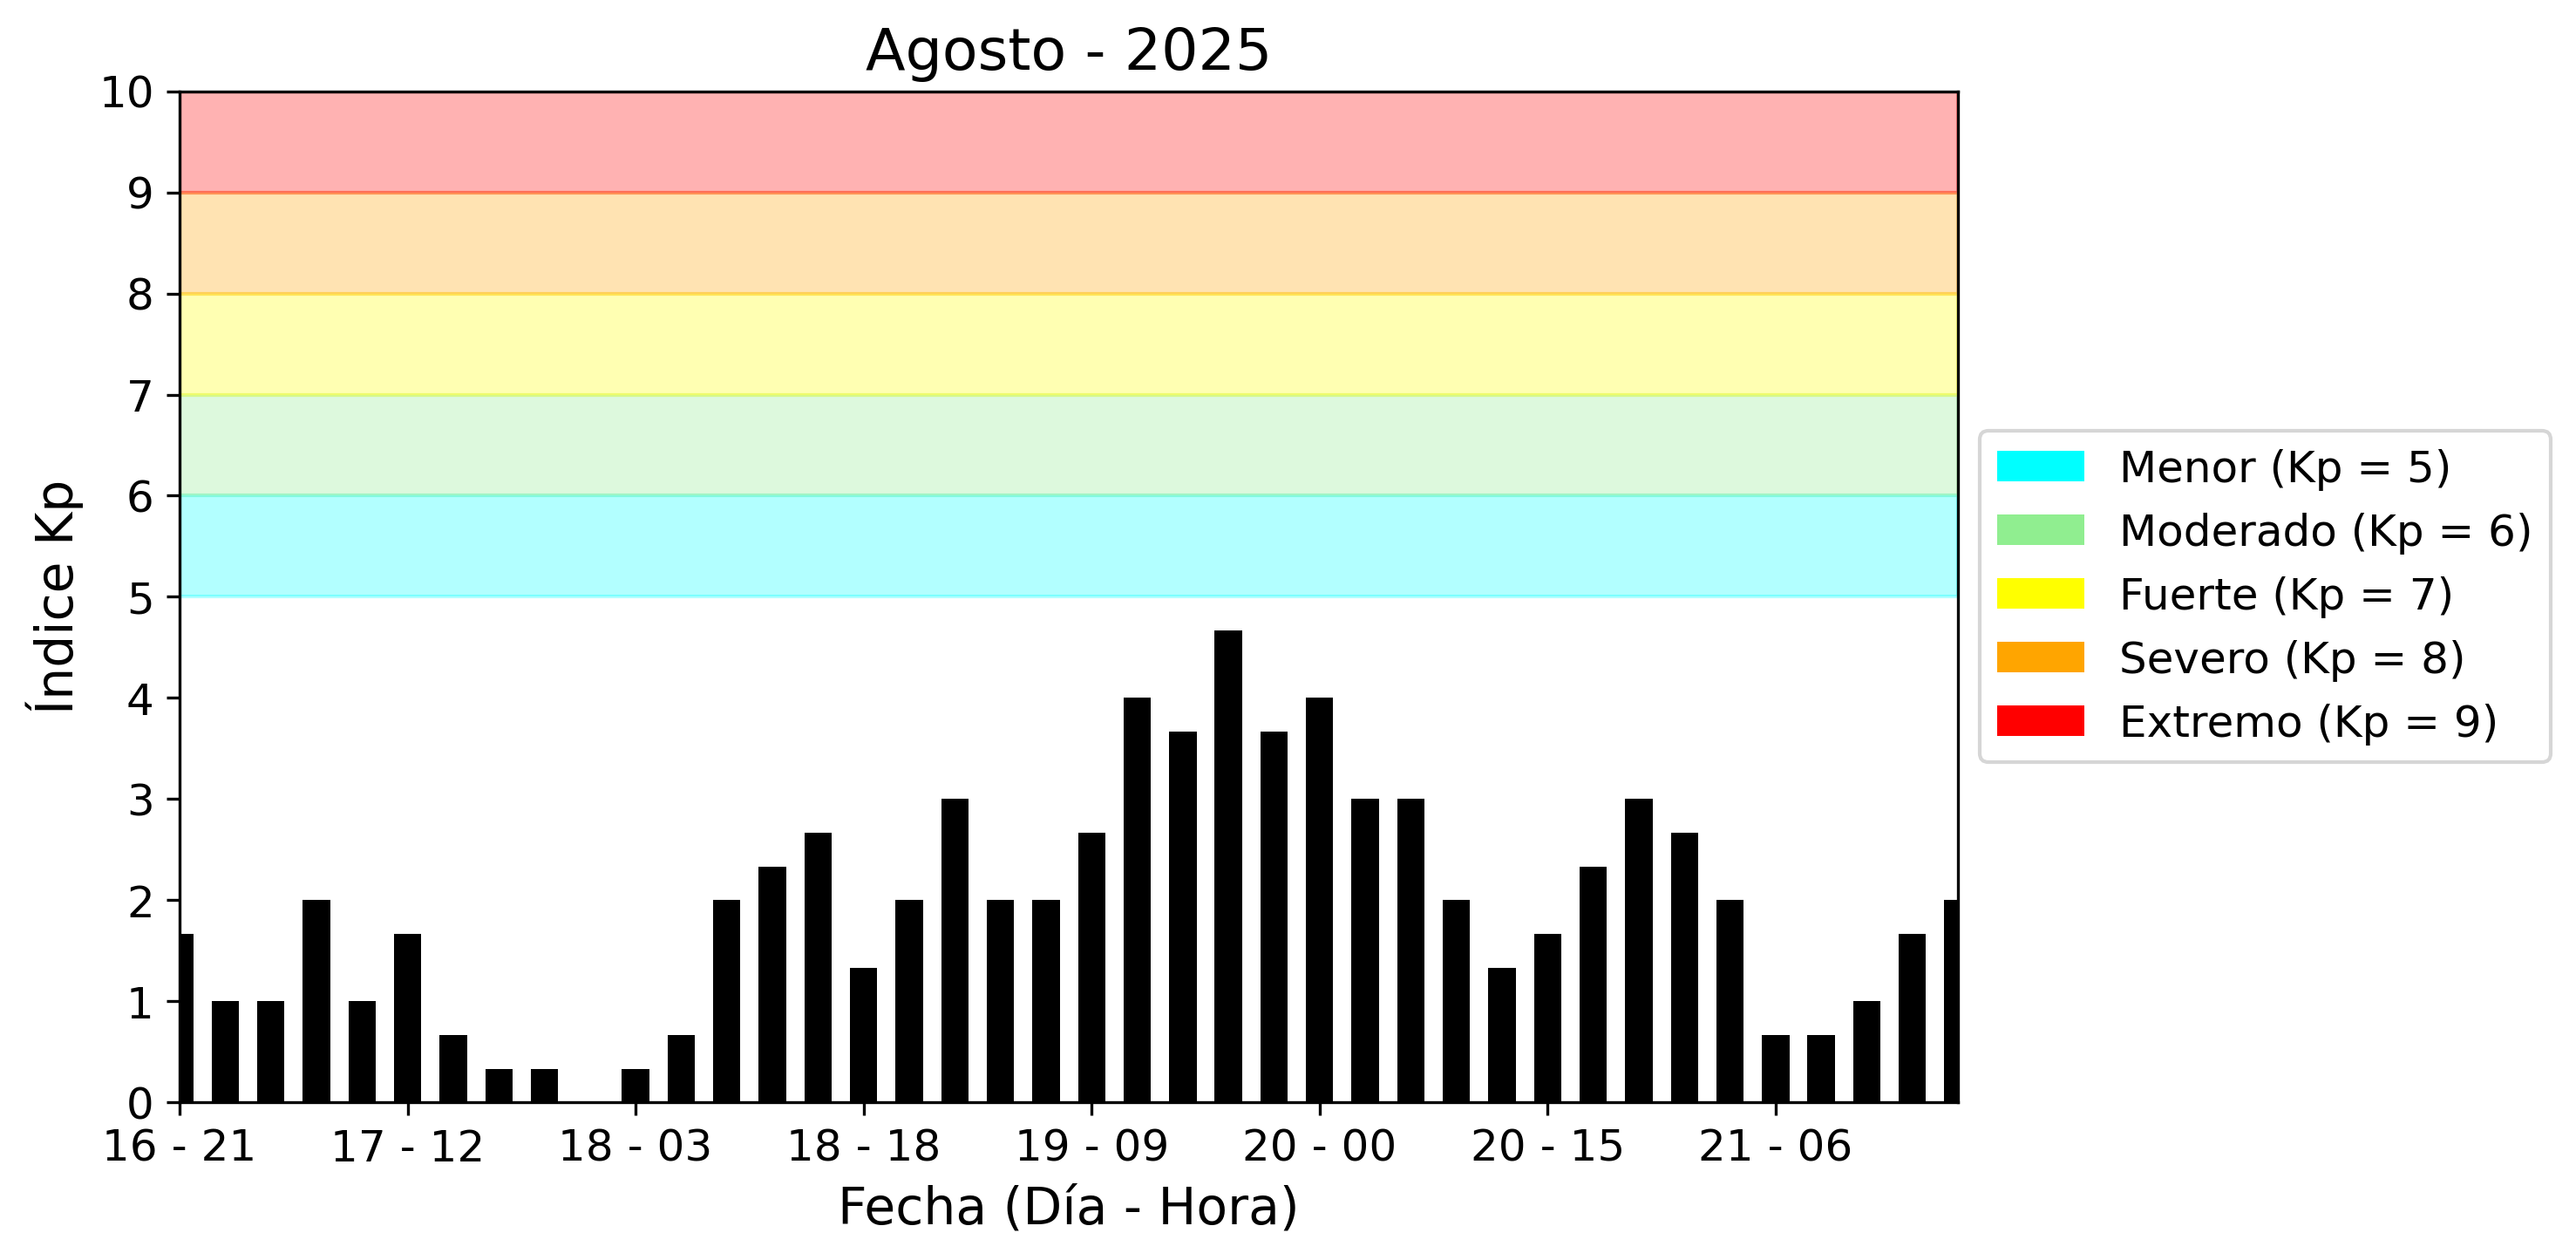 Agosto - 2025
10
9
8
7
6
5
4
3
2
1
0
Índice Kp
16 - 21
17 - 12
18 - 03
18 - 18
19 - 09
20 - 00
20 - 15
21 - 06
Fecha (Día - Hora)
Menor (Kp = 5)
Moderado (Kp = 6)
Fuerte (Kp = 7)
Severo (Kp = 8)
Extremo (Kp = 9)